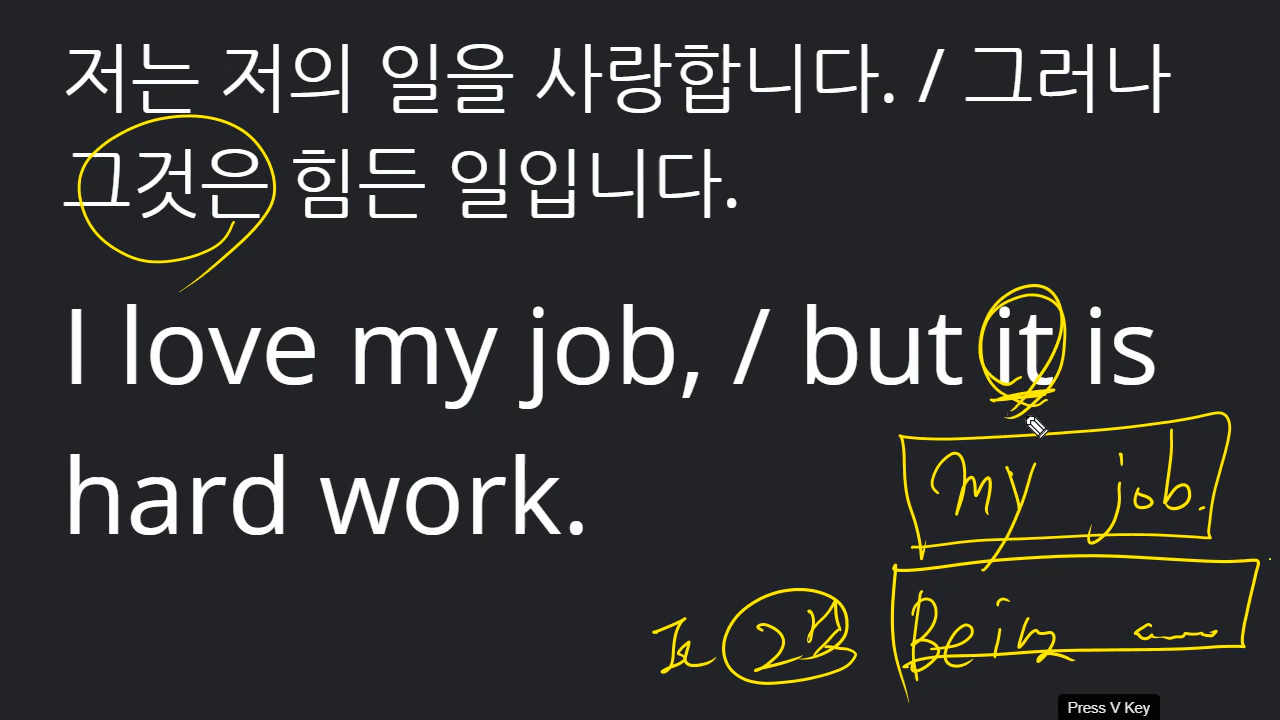 저는 저의 일을 사랑합니다. / 그러나
그것은 힘든 일입니다.
I love my job, / but it is
hard work.
My job.
Being
Press V Key